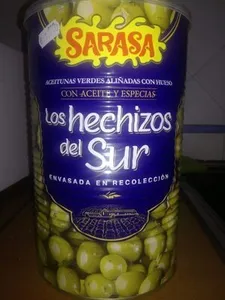 SARASA
ACEITUNAS VERDES ALIÑADAS CON HUESO
CON ACEITE Y ESPECIAS
Los hechizos
del Sur
ENVASADA EN RECOLECCIÓN